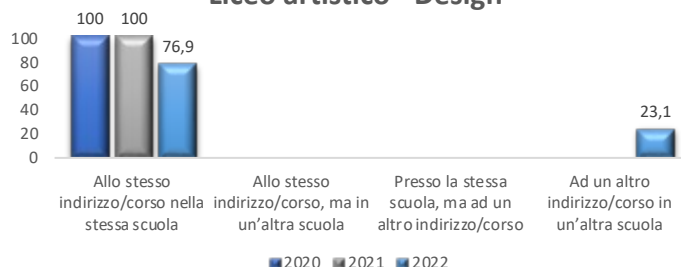 Liceo artistico - Design
100 100
76,9
23,1
100
80
60
40
20
0
Allo stesso
indirizzo/corso nella
stessa scuola
Allo stesso
indirizzo/corso, ma in
un'altra scuola
Presso la stessa
scuola, ma ad un
altro indirizzo/corso
Ad un altro
indirizzo/corso in
un'altra scuola
2020 2021 2022